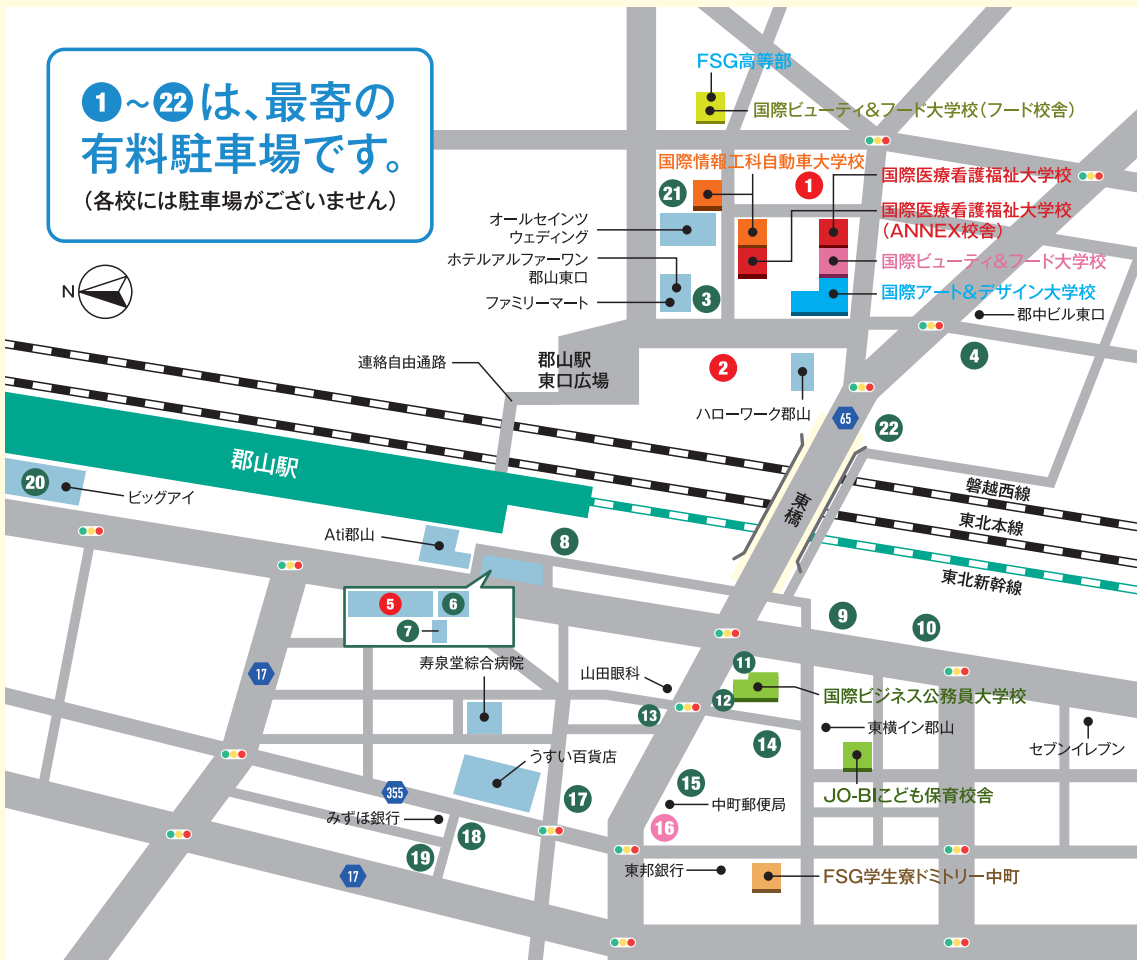 1～22は、最寄の
有料駐車場です。
(各校には駐車場がございません)
N
FSG高等部
国際ビューティ&フード大学校(フード校舎)
国際情報工科自動車大学校
21
1
国際医療看護福祉大学校
国際医療看護福祉大学校
(ANNEX校舎)
国際ビューティ&フード大学校
国際アート&デザイン大学校
オールセインツ
ウェディング
ホテルアルファーワン
郡山東口
ファミリーマート
3
郡中ビル東口
4
連絡自由通路
郡山駅
東口広場
2
ハローワーク郡山
65
22
郡山駅
20
ビッグアイ
東橋
磐越西線
東北本線
東北新幹線
Ati郡山
8
5
6
7
9
10
17
寿泉堂綜合病院
山田眼科
11
12
13
国際ビジネス公務員大学校
14
東横イン郡山
セブンイレブン
うすい百貨店
355
17
15
中町郵便局
JO-BIこども保育校舎
みずほ銀行
18
16
19
17
東邦銀行
FSG学生寮ドミトリー中町